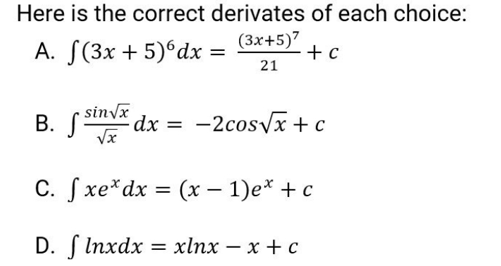 Here is the correct derivates of each choice:
A. ∫(3x + 5)⁶dx = (3x+5)⁷/21 + c
B. ∫ sin√x/√x dx = −2cos√x + c
C. ∫ xeˣdx = (x − 1)eˣ + c
D. ∫ lnxdx = xlnx − x + c